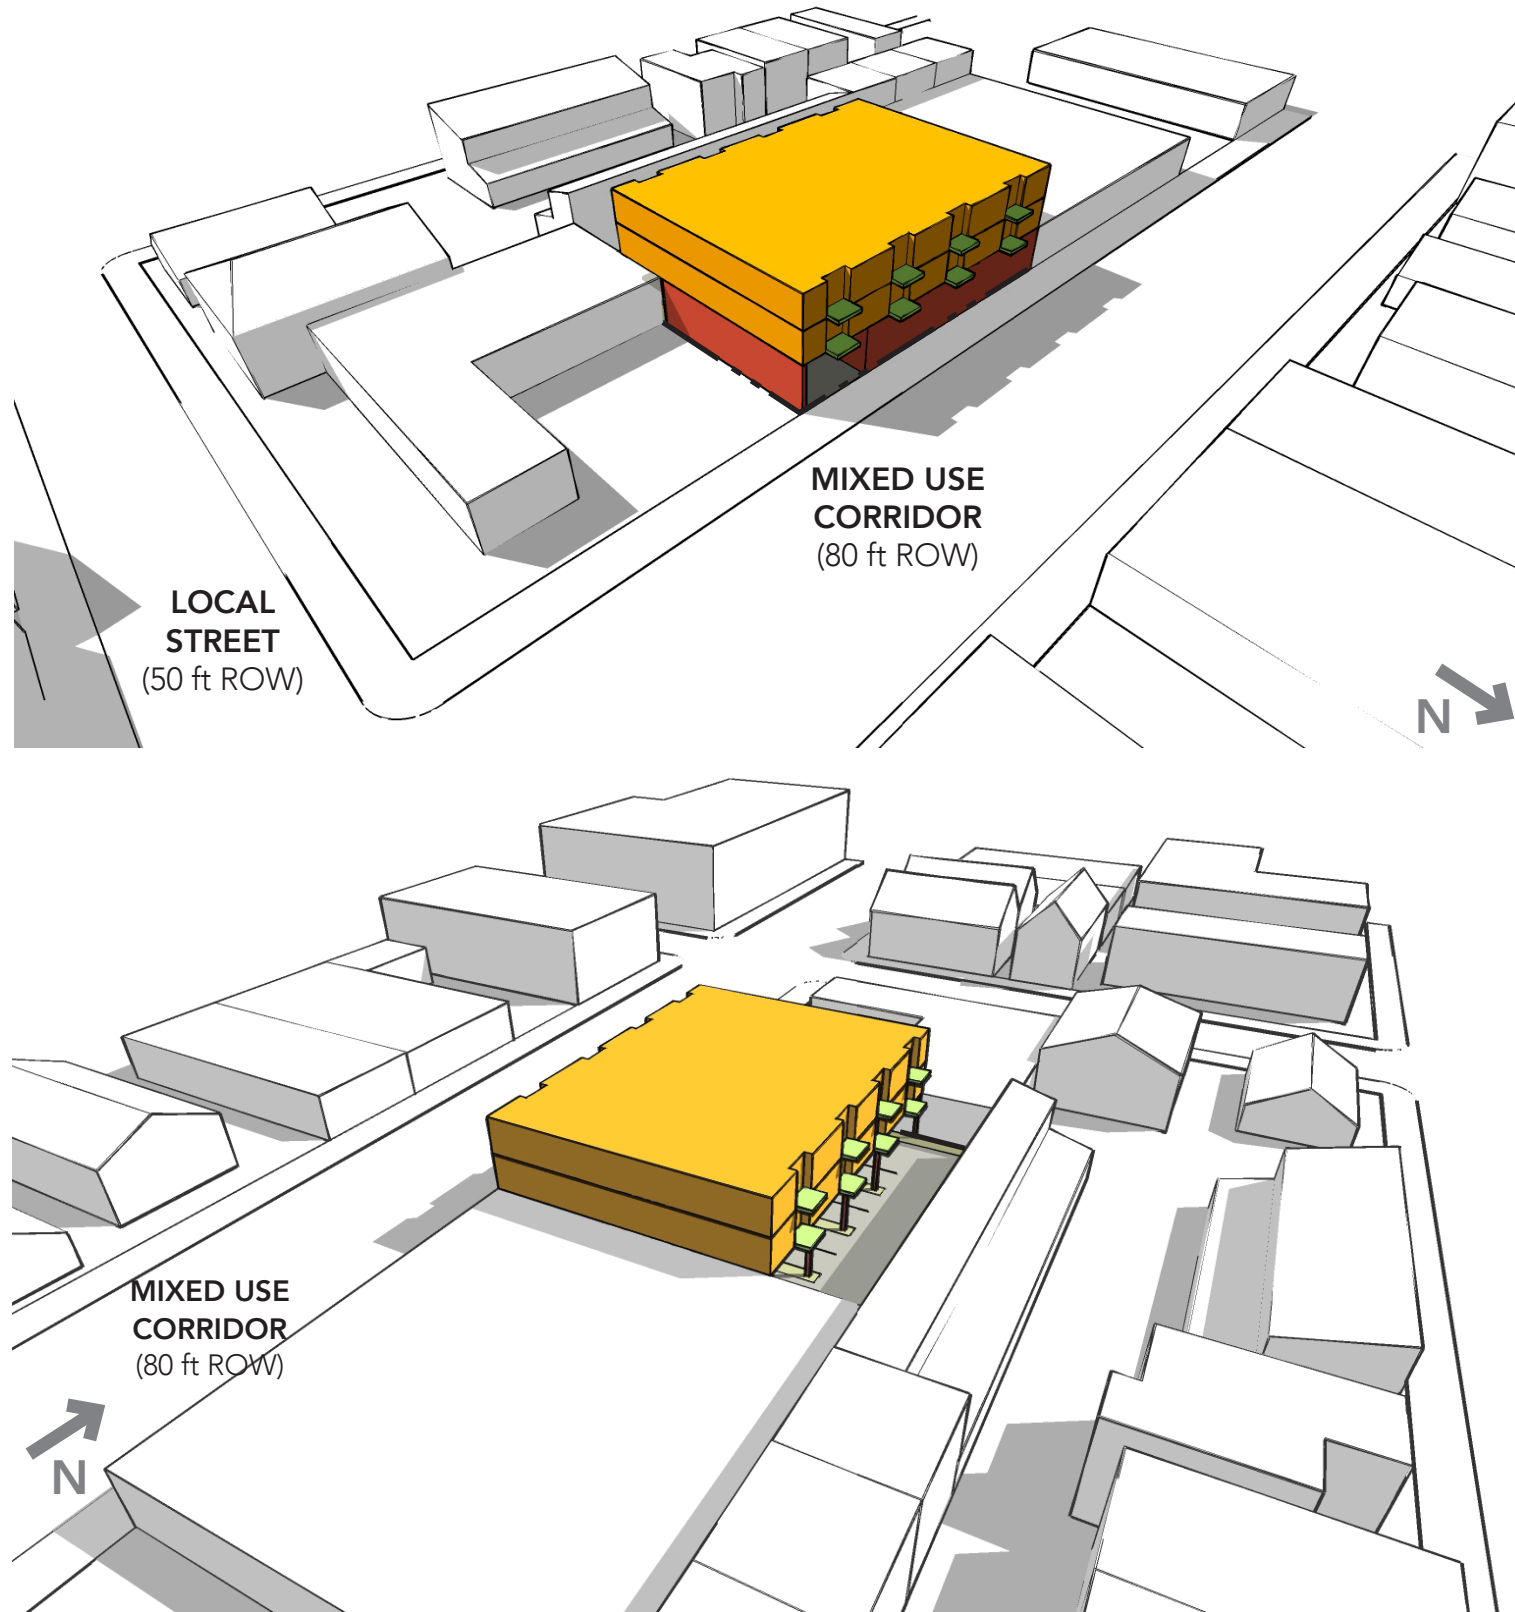 MIXED USE
CORRIDOR
(80 ft ROW)
LOCAL
STREET
(50 ft ROW)
N
MIXED USE
CORRIDOR
(80 ft ROW)
N